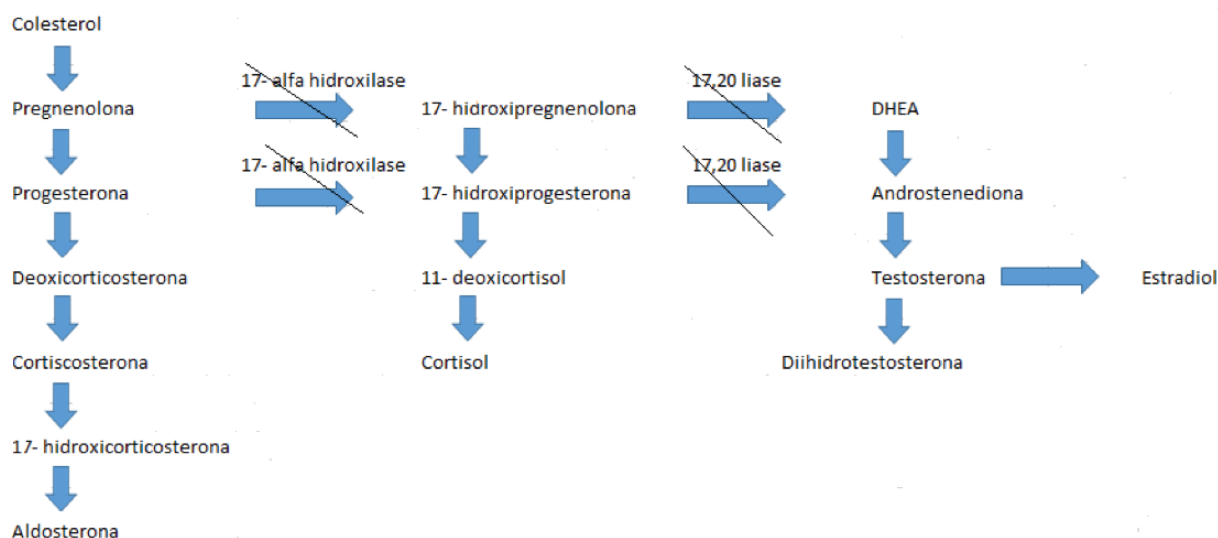 Colesterol
17- alfa hidroxilase
17,20 liase
Pregnenolona
17- hidroxipregnenolona
DHEA
17- alfa hidroxilase
17,20 liase
Progesterona
17- hidroxiprogesterona
Androstenediona
Deoxicorticosterona
11- deoxicortisol
Testosterona
Estradiol
Cortiscosterona
Cortisol
Diihidrotestosterona
17- hidroxicorticosterona
Aldosterona